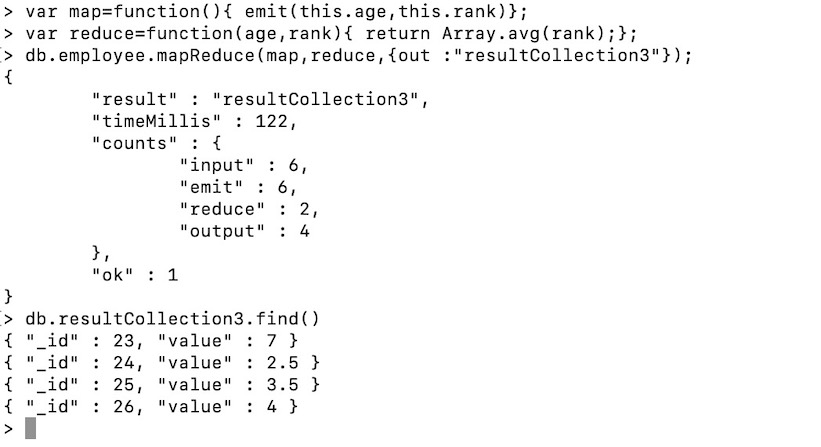 > var map=function(){ emit(this.age,this.rank)};
> var reduce=function(age,rank){ return Array.avg(rank);};
> db.employee.mapReduce(map,reduce,{out :"resultCollection3"});
{
        "result" : "resultCollection3",
        "timeMillis" : 122,
        "counts" : {
                "input" : 6,
                "emit" : 6,
                "reduce" : 2,
                "output" : 4
        },
        "ok" : 1
}
> db.resultCollection3.find()
{ "_id" : 23, "value" : 7 }
{ "_id" : 24, "value" : 2.5 }
{ "_id" : 25, "value" : 3.5 }
{ "_id" : 26, "value" : 4 }
>